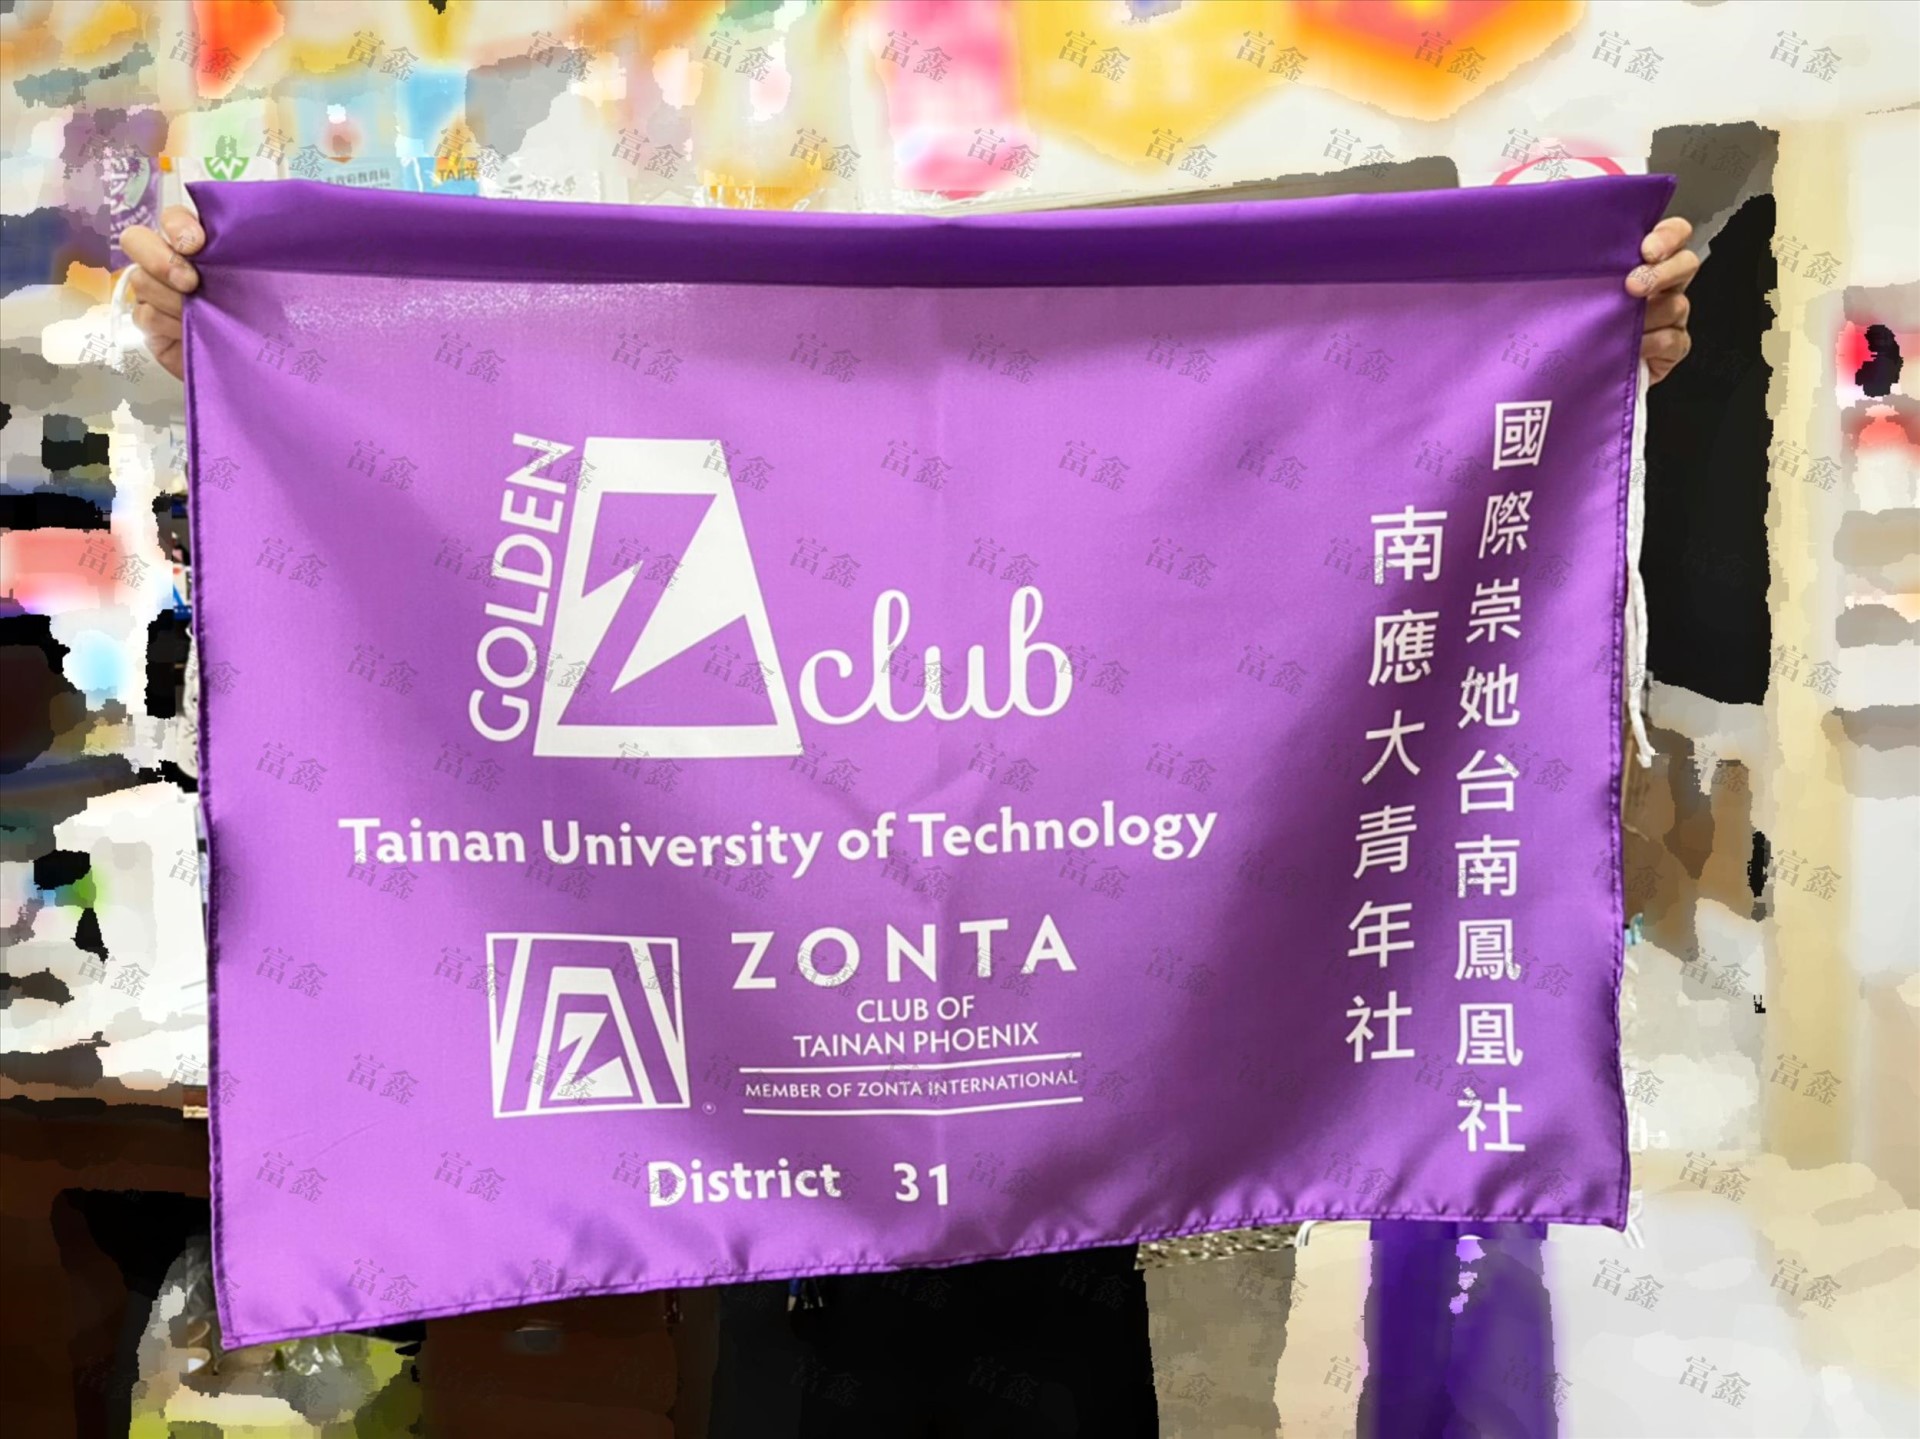 GOLDEN
Z club
Tainan University of Technology
ZONTA
CLUB OF
TAINAN PHOENIX
MEMBER OF ZONTA INTERNATIONAL
District 31
國際崇她台南鳳凰社
南應大青年社
富鑫
TAIPE